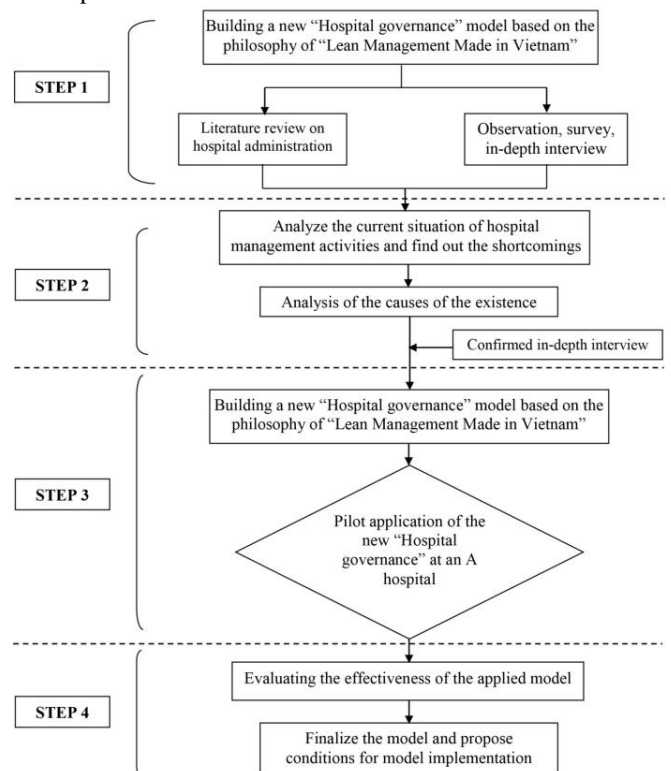 Building a new “Hospital governance” model based on the
philosophy of “Lean Management Made in Vietnam”
STEP 1
Literature review on
hospital administration
Observation, survey,
in-depth interview
Analyze the current situation of hospital
management activities and find out the shortcomings
STEP 2
Analysis of the causes of the existence
Confirmed in-depth interview
Building a new “Hospital governance” model based on the
philosophy of “Lean Management Made in Vietnam”
STEP 3
Pilot application of the
new “Hospital
governance” at an A
hospital
Evaluating the effectiveness of the applied model
STEP 4
Finalize the model and propose
conditions for model implementation